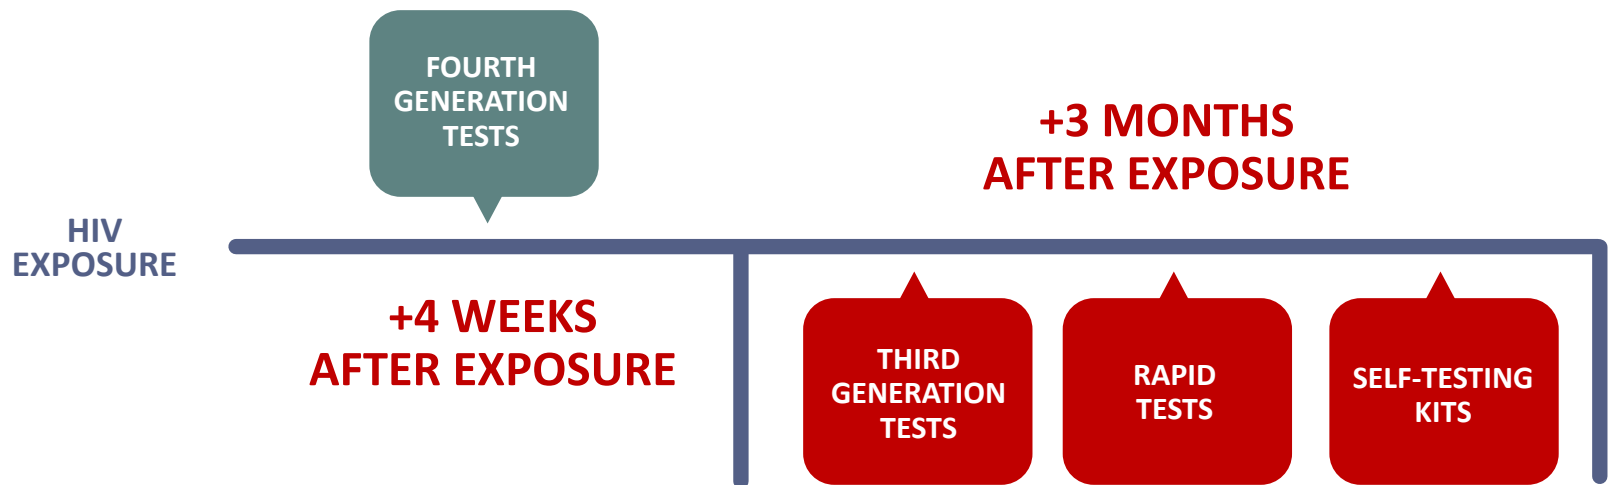 FOURTH
GENERATION
TESTS
+3 MONTHS
AFTER EXPOSURE
HIV
EXPOSURE
+4 WEEKS
AFTER EXPOSURE
THIRD
GENERATION
TESTS
RAPID
TESTS
SELF-TESTING
KITS